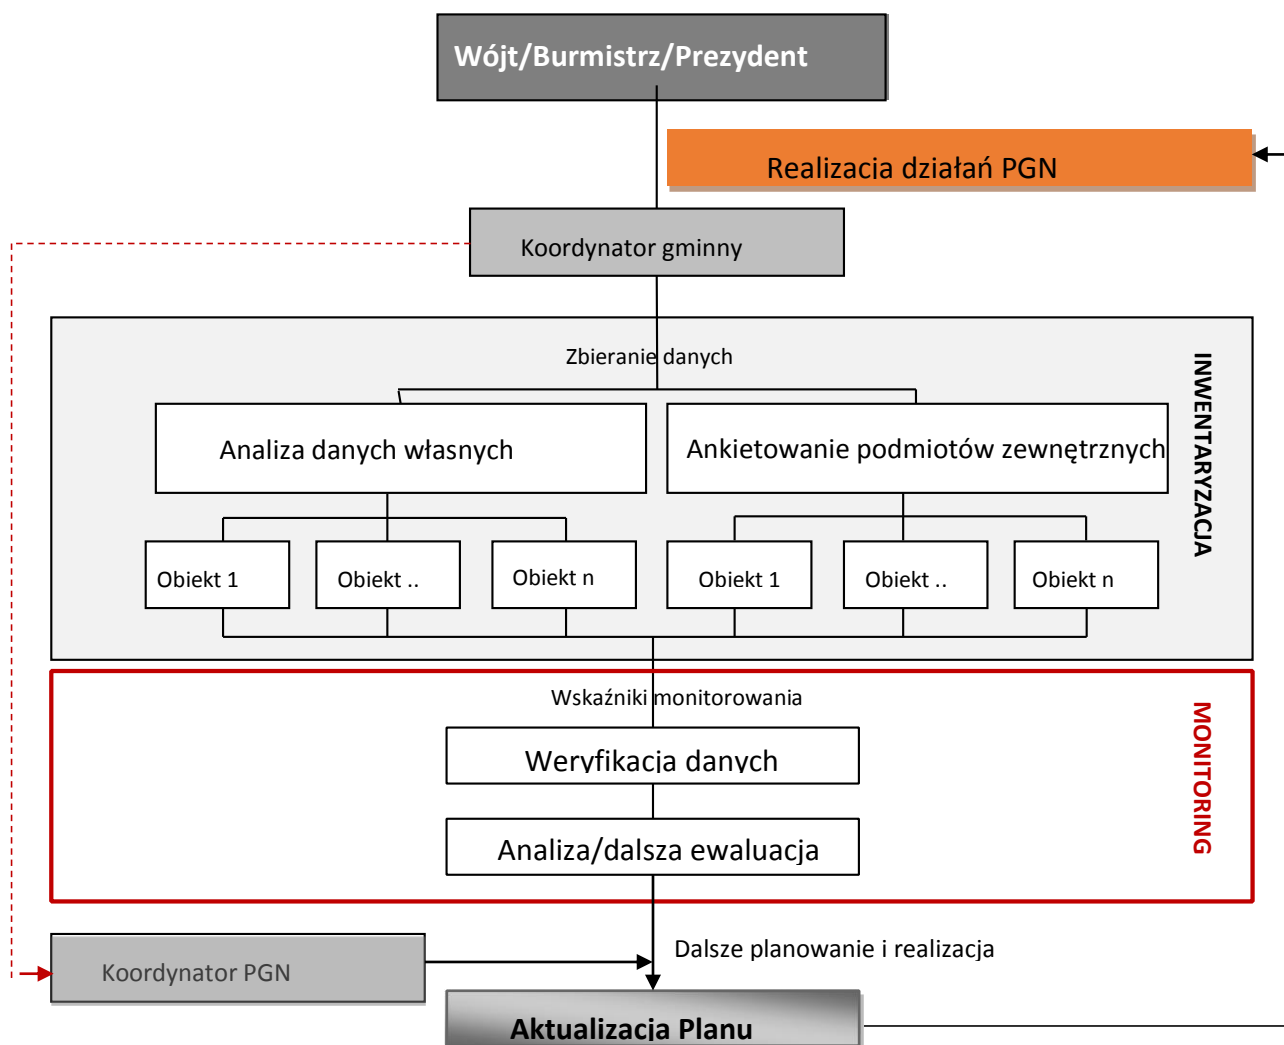 Wójt/Burmistrz/Prezydent
Realizacja działań PGN
Koordynator gminny
Zbieranie danych
INWENTARYZACJA
Analiza danych własnych
Ankietowanie podmiotów zewnętrznych
Obiekt 1
Obiekt ..
Obiekt n
Obiekt 1
Obiekt ..
Obiekt n
Wskaźniki monitorowania
MONITORING
Weryfikacja danych
Analiza/dalsza ewaluacja
Dalsze planowanie i realizacja
Koordynator PGN
Aktualizacja Planu